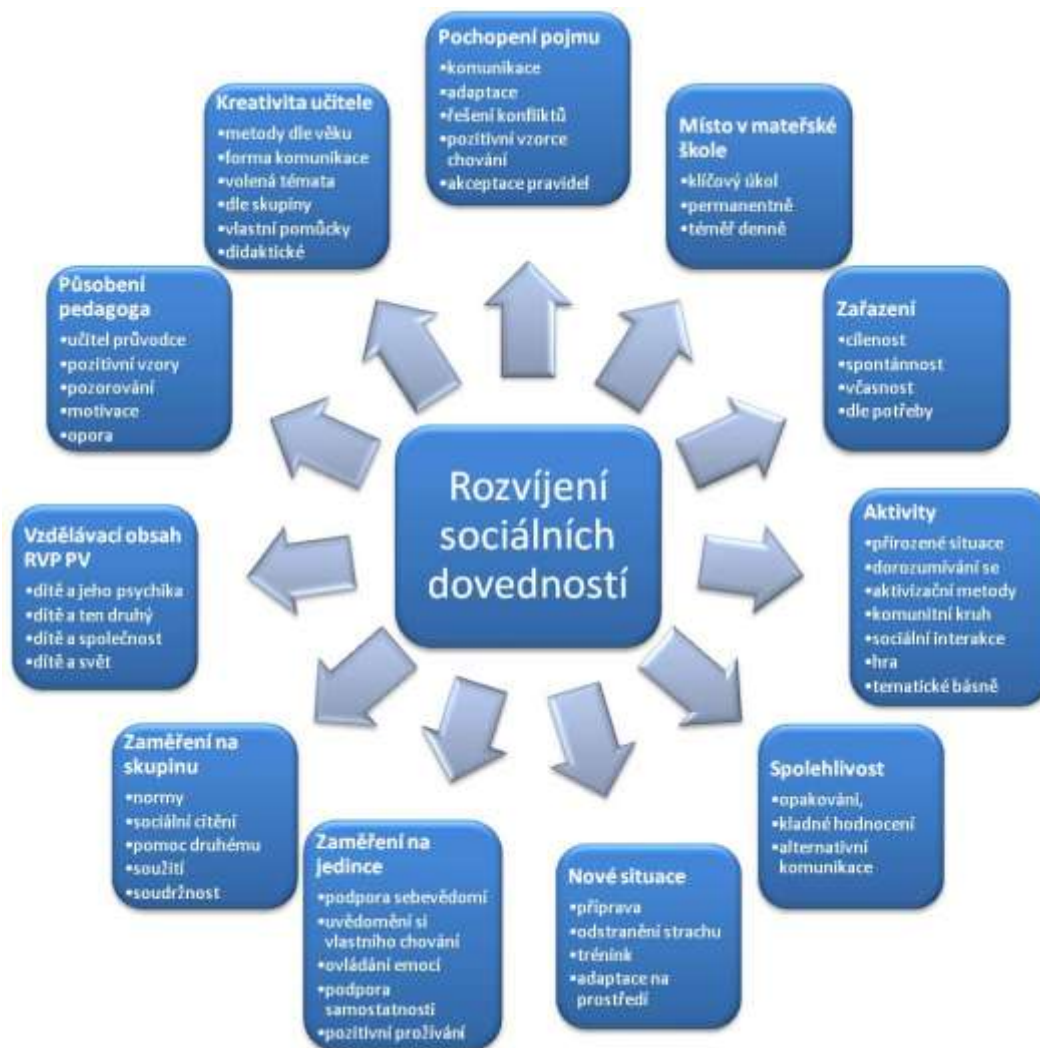 Pochopení pojmu
•komunikace
•adaptace
•řešení konfliktů
•pozitivní vzorce
chování
•akceptace pravidel
Místo v mateřské
škole
•klíčový úkol
•permanentně
•téměř denně
Zařazení
•cílenost
•spontánnost
•včasnost
•dle potřeby
Aktivity
•přirozené situace
•dorozumívání se
•aktivizační metody
•komunitní kruh
•sociální interakce
•hra
•tematické básně
Spolehlivost
•opakování,
•kladné hodnocení
•alternativní
komunikace
Nové situace
•příprava
•odstranění strachu
•trénink
•adaptace na
prostředí
Zaměření na
jedince
•podpora sebevědomí
•uvědomění si
vlastního chování
•ovládání emocí
•podpora
samostatnosti
•pozitivní prožívání
Zaměření na
skupinu
•normy
•sociální cítění
•pomoc druhému
•soužití
•soudržnost
Vzdělávací obsah
RVP PV
•dítě a jeho psychika
•dítě a ten druhý
•dítě a společnost
•dítě a svět
Působení
pedagoga
•učitel průvodce
•pozitivní vzory
•pozorování
•motivace
•opora
Kreativita učitele
•metody dle věku
•forma komunikace
•volená témata
•dle skupiny
•vlastní pomůcky
•didaktické
Rozvíjení
sociálních
dovedností